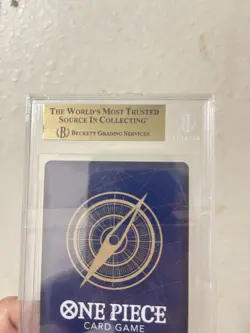 The World's Most Trusted
Source In Collecting
Beckett Grading Services
ONE PIECE
CARD GAME